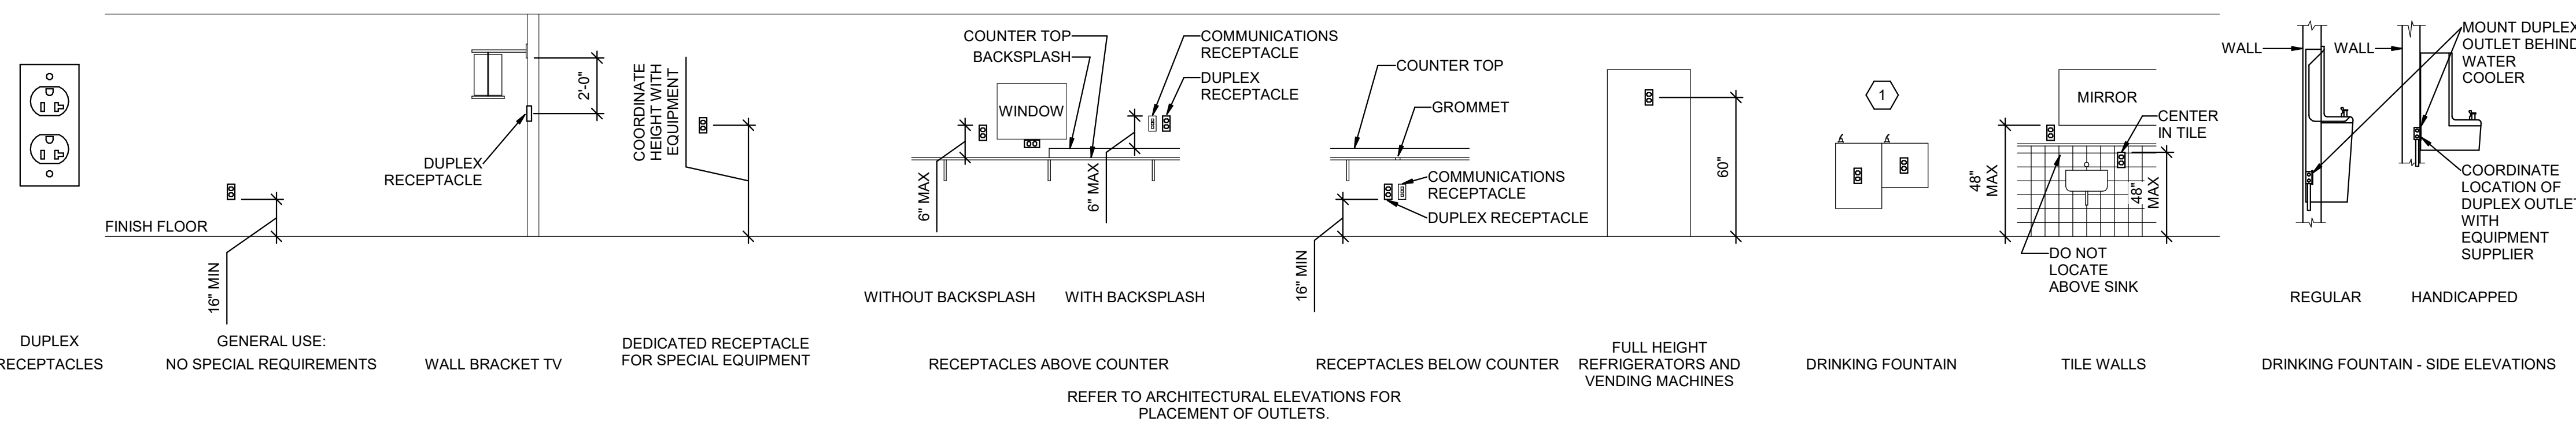 DUPLEX
RECEPTACLES
FINISH FLOOR
16" MIN
GENERAL USE:
NO SPECIAL REQUIREMENTS
2'-0"
DUPLEX
RECEPTACLE
WALL BRACKET TV
COORDINATE
HEIGHT WITH
EQUIPMENT
DEDICATED RECEPTACLE
FOR SPECIAL EQUIPMENT
COUNTER TOP
BACKSPLASH
COMMUNICATIONS
RECEPTACLE
DUPLEX
RECEPTACLE
WINDOW
6" MAX
6" MAX
WITHOUT BACKSPLASH
WITH BACKSPLASH
RECEPTACLES ABOVE COUNTER
COUNTER TOP
GROMMET
COMMUNICATIONS
RECEPTACLE
DUPLEX RECEPTACLE
16" MIN
RECEPTACLES BELOW COUNTER
REFER TO ARCHITECTURAL ELEVATIONS FOR
PLACEMENT OF OUTLETS.
60"
FULL HEIGHT
REFRIGERATORS AND
VENDING MACHINES
1
DRINKING FOUNTAIN
MIRROR
CENTER
IN TILE
48"
MAX
48"
MAX
DO NOT
LOCATE
ABOVE SINK
TILE WALLS
WALL
WALL
MOUNT DUPLEX
OUTLET BEHIND
WATER
COOLER
COORDINATE
LOCATION OF
DUPLEX OUTLET
WITH
EQUIPMENT
SUPPLIER
REGULAR
HANDICAPPED
DRINKING FOUNTAIN - SIDE ELEVATIONS